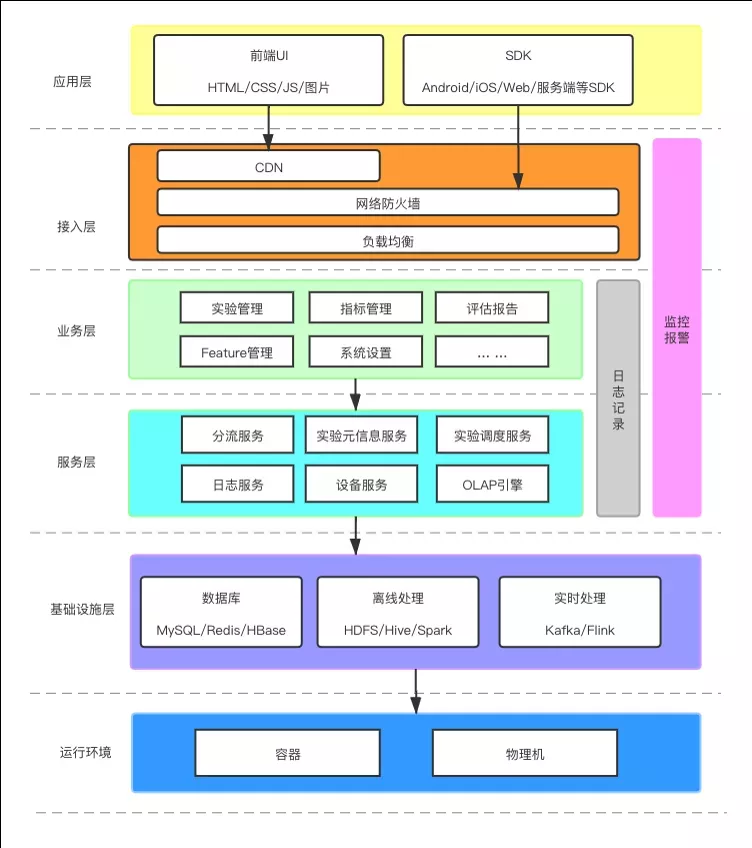 应用层
前端UI
HTML/CSS/JS/图片
SDK
Android/iOS/Web/服务端等SDK
接入层
CDN
网络防火墙
负载均衡
业务层
实验管理
指标管理
评估报告
Feature管理
系统设置
... ...
服务层
分流服务
实验元信息服务
实验调度服务
日志服务
设备服务
OLAP引擎
日
志
记
录
监控
报警
基础设施层
数据库
MySQL/Redis/HBase
离线处理
HDFS/Hive/Spark
实时处理
Kafka/Flink
运行环境
容器
物理机